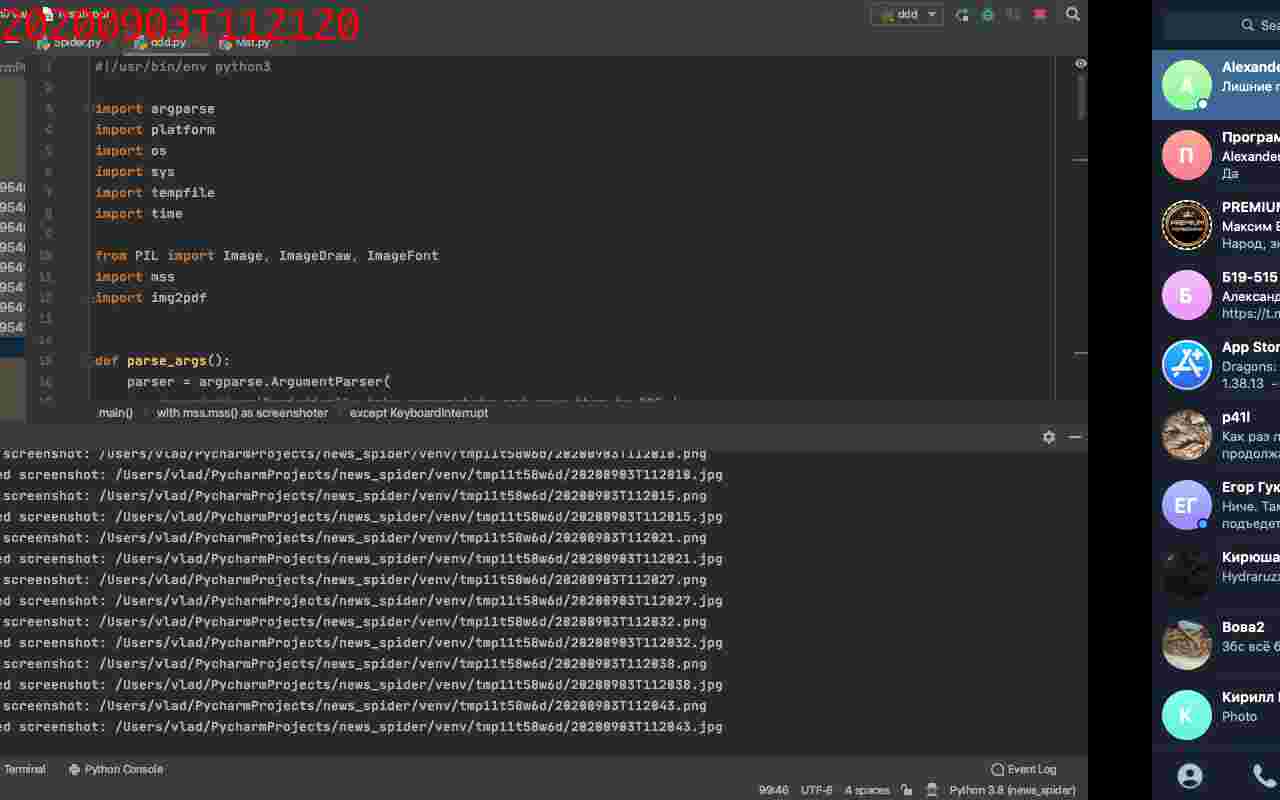 20200903T112120
ddd
Spider.py
ddd.py
Mat.py
#!/usr/bin/env python3
import argparse
import platform
import os
import sys
import tempfile
import time
from PIL import Image, ImageDraw, ImageFont
import mss
import img2pdf
def parse_args():
parser = argparse.ArgumentParser(
main()
with mss.mss() as screenshoter
except KeyboardInterrupt
screenshot: /Users/vlad/PycharmProjects/news_spider/venv/tmp11t58w6d/20200903T112010.png
ed screenshot: /Users/vlad/PycharmProjects/news_spider/venv/tmp11t58w6d/20200903T112010.jpg
screenshot: /Users/vlad/PycharmProjects/news_spider/venv/tmp11t58w6d/20200903T112015.png
ed screenshot: /Users/vlad/PycharmProjects/news_spider/venv/tmp11t58w6d/20200903T112015.jpg
screenshot: /Users/vlad/PycharmProjects/news_spider/venv/tmp11t58w6d/20200903T112021.png
ed screenshot: /Users/vlad/PycharmProjects/news_spider/venv/tmp11t58w6d/20200903T112021.jpg
screenshot: /Users/vlad/PycharmProjects/news_spider/venv/tmp11t58w6d/20200903T112027.png
ed screenshot: /Users/vlad/PycharmProjects/news_spider/venv/tmp11t58w6d/20200903T112027.jpg
screenshot: /Users/vlad/PycharmProjects/news_spider/venv/tmp11t58w6d/20200903T112032.png
ed screenshot: /Users/vlad/PycharmProjects/news_spider/venv/tmp11t58w6d/20200903T112032.jpg
screenshot: /Users/vlad/PycharmProjects/news_spider/venv/tmp11t58w6d/20200903T112038.png
ed screenshot: /Users/vlad/PycharmProjects/news_spider/venv/tmp11t58w6d/20200903T112038.jpg
screenshot: /Users/vlad/PycharmProjects/news_spider/venv/tmp11t58w6d/20200903T112043.png
ed screenshot: /Users/vlad/PycharmProjects/news_spider/venv/tmp11t58w6d/20200903T112043.jpg
Terminal
Python Console
Event Log
99:46 UTF-8 4 spaces
Python 3.8 (news_spider)
Sea
A
Alexande
Лишние п
П
Програм
Alexander
Да
PREMIUM
PREMIUM
Максим Е
Народ, зн
Б
Б19-515
Александ
https://t.m
App Stor
Dragons:
1.38.13 –
p41l
Как раз п
продолжа
ЕГ
Егор Гук
Ниче. Там
подъедет
Кирюша
Hydraruzx
Вова2
Збс всё б
К
Кирилл
Photo